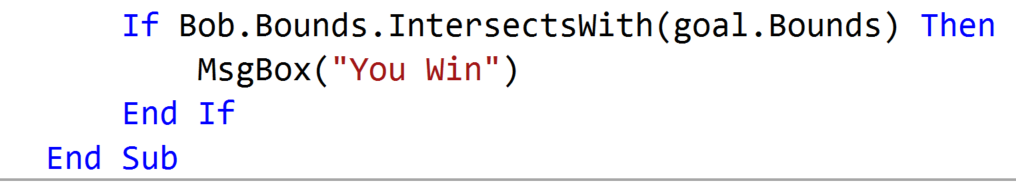 If Bob.Bounds.IntersectsWith(goal.Bounds) Then
MsgBox("You Win")
End If
End Sub